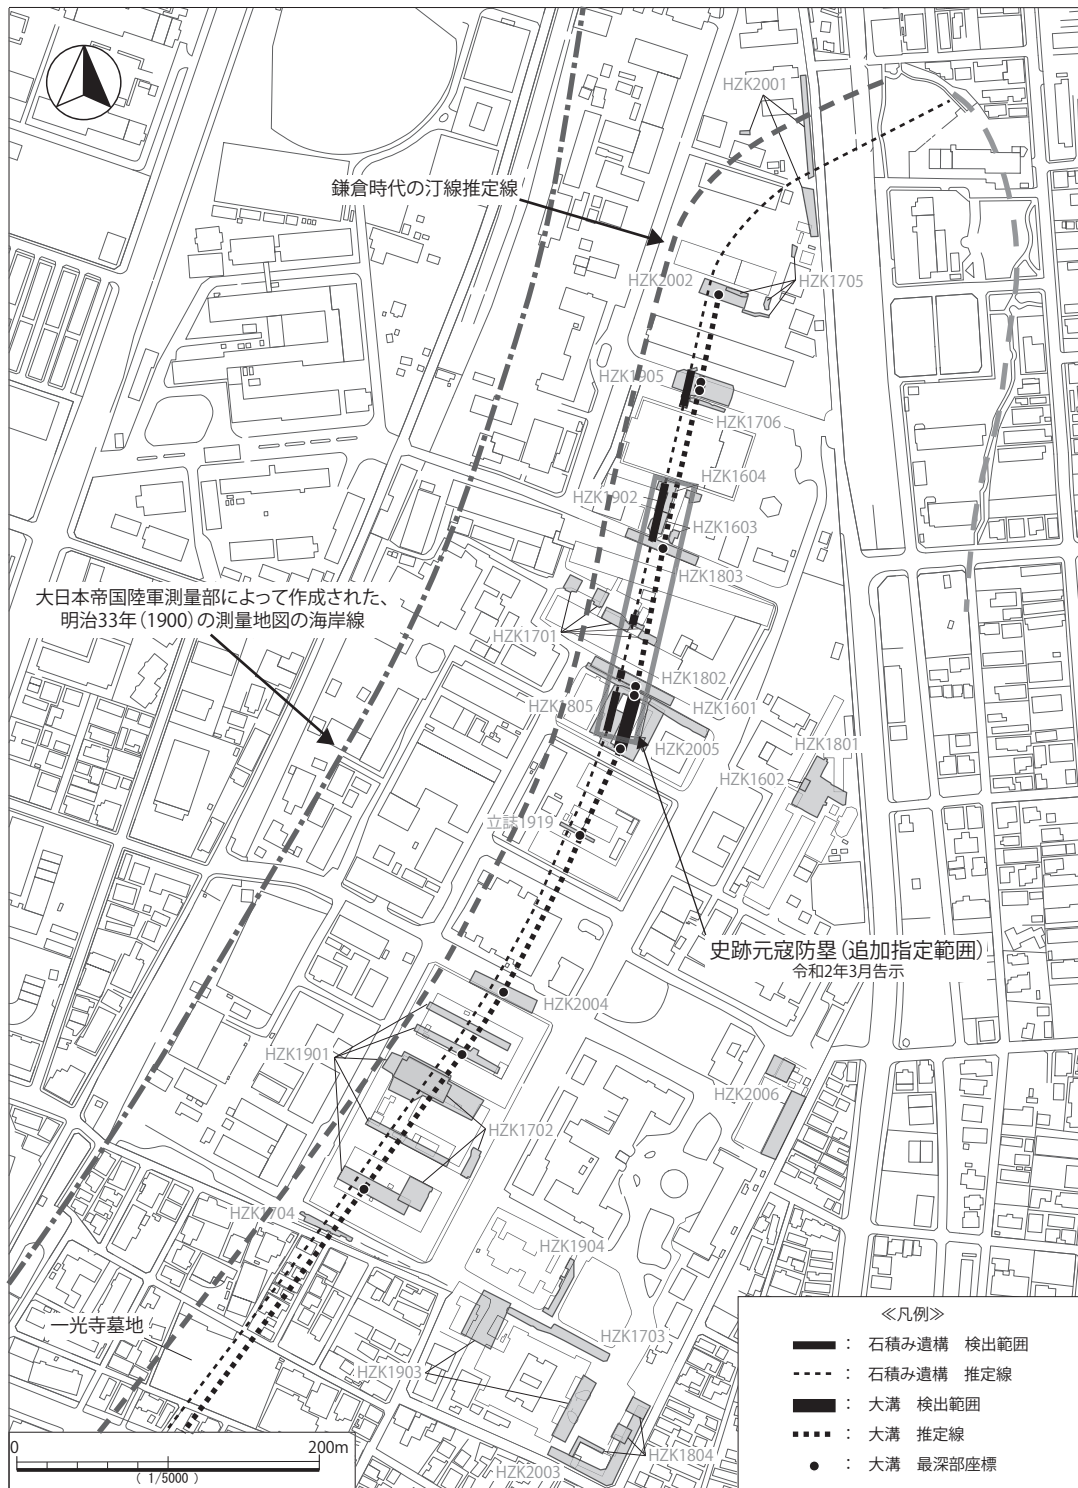 HZK2001
鎌倉時代の汀線推定線
HZK2002
HZK1705
HZK1905
HZK1706
HZK1604
HZK1902
HZK1603
HZK1803
大日本帝国陸軍測量部によって作成された、
明治33年(1900)の測量地図の海岸線
HZK1701
HZK1802
HZK1805
HZK1601
HZK2005
HZK1801
HZK1602
立誌1919
史跡元寇防塁(追加指定範囲)
令和2年3月告示
HZK2004
HZK1901
HZK2006
HZK1702
HZK1704
HZK1904
一光寺墓地
HZK1703
HZK1903
HZK1804
HZK2003
0 200m
( 1/5000 )
≪凡例≫
: 石積み遺構 検出範囲
: 石積み遺構 推定線
: 大溝 検出範囲
: 大溝 推定線
: 大溝 最深部座標